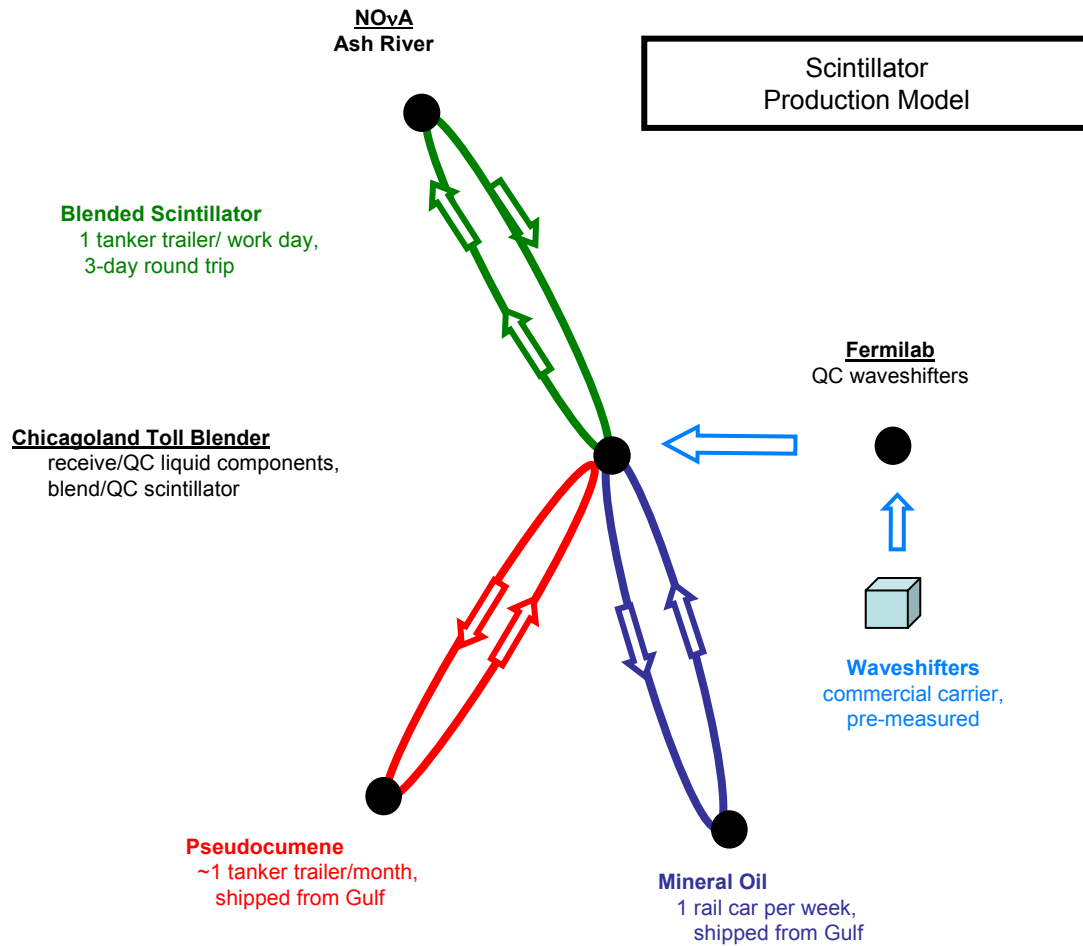 NOνA
Ash River
Scintillator
Production Model
Blended Scintillator
1 tanker trailer/ work day,
3-day round trip
Fermilab
QC waveshifters
Chicagoland Toll Blender
receive/QC liquid components,
blend/QC scintillator
Waveshifters
commercial carrier,
pre-measured
Pseudocumene
~1 tanker trailer/month,
shipped from Gulf
Mineral Oil
1 rail car per week,
shipped from Gulf